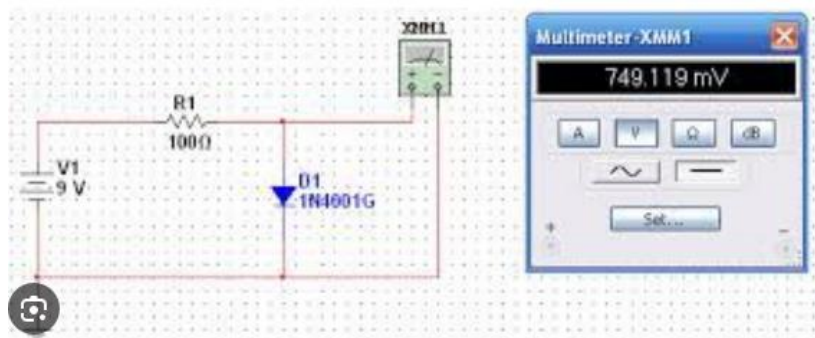 XMM1
R1
100Ω
V1
9 V
D1
1N4001G
Multimeter-XMM1
749.119 mV
A V Ω dB
Set...
+ -